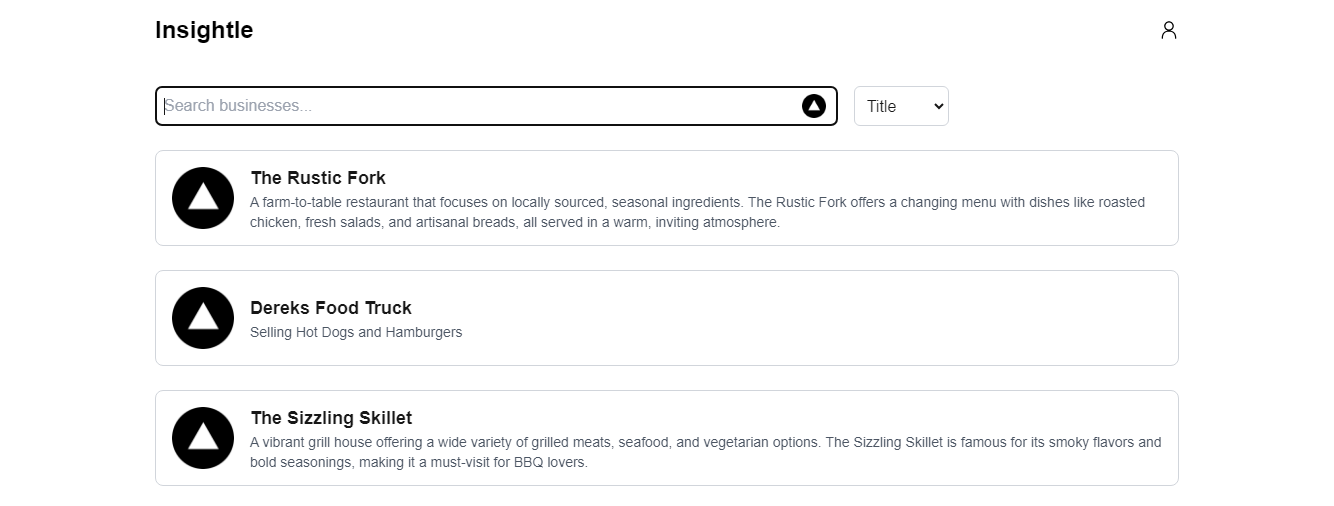 Insightle
Search businesses...
Title
The Rustic Fork
A farm-to-table restaurant that focuses on locally sourced, seasonal ingredients. The Rustic Fork offers a changing menu with dishes like roasted
chicken, fresh salads, and artisanal breads, all served in a warm, inviting atmosphere.
Dereks Food Truck
Selling Hot Dogs and Hamburgers
The Sizzling Skillet
A vibrant grill house offering a wide variety of grilled meats, seafood, and vegetarian options. The Sizzling Skillet is famous for its smoky flavors and
bold seasonings, making it a must-visit for BBQ lovers.